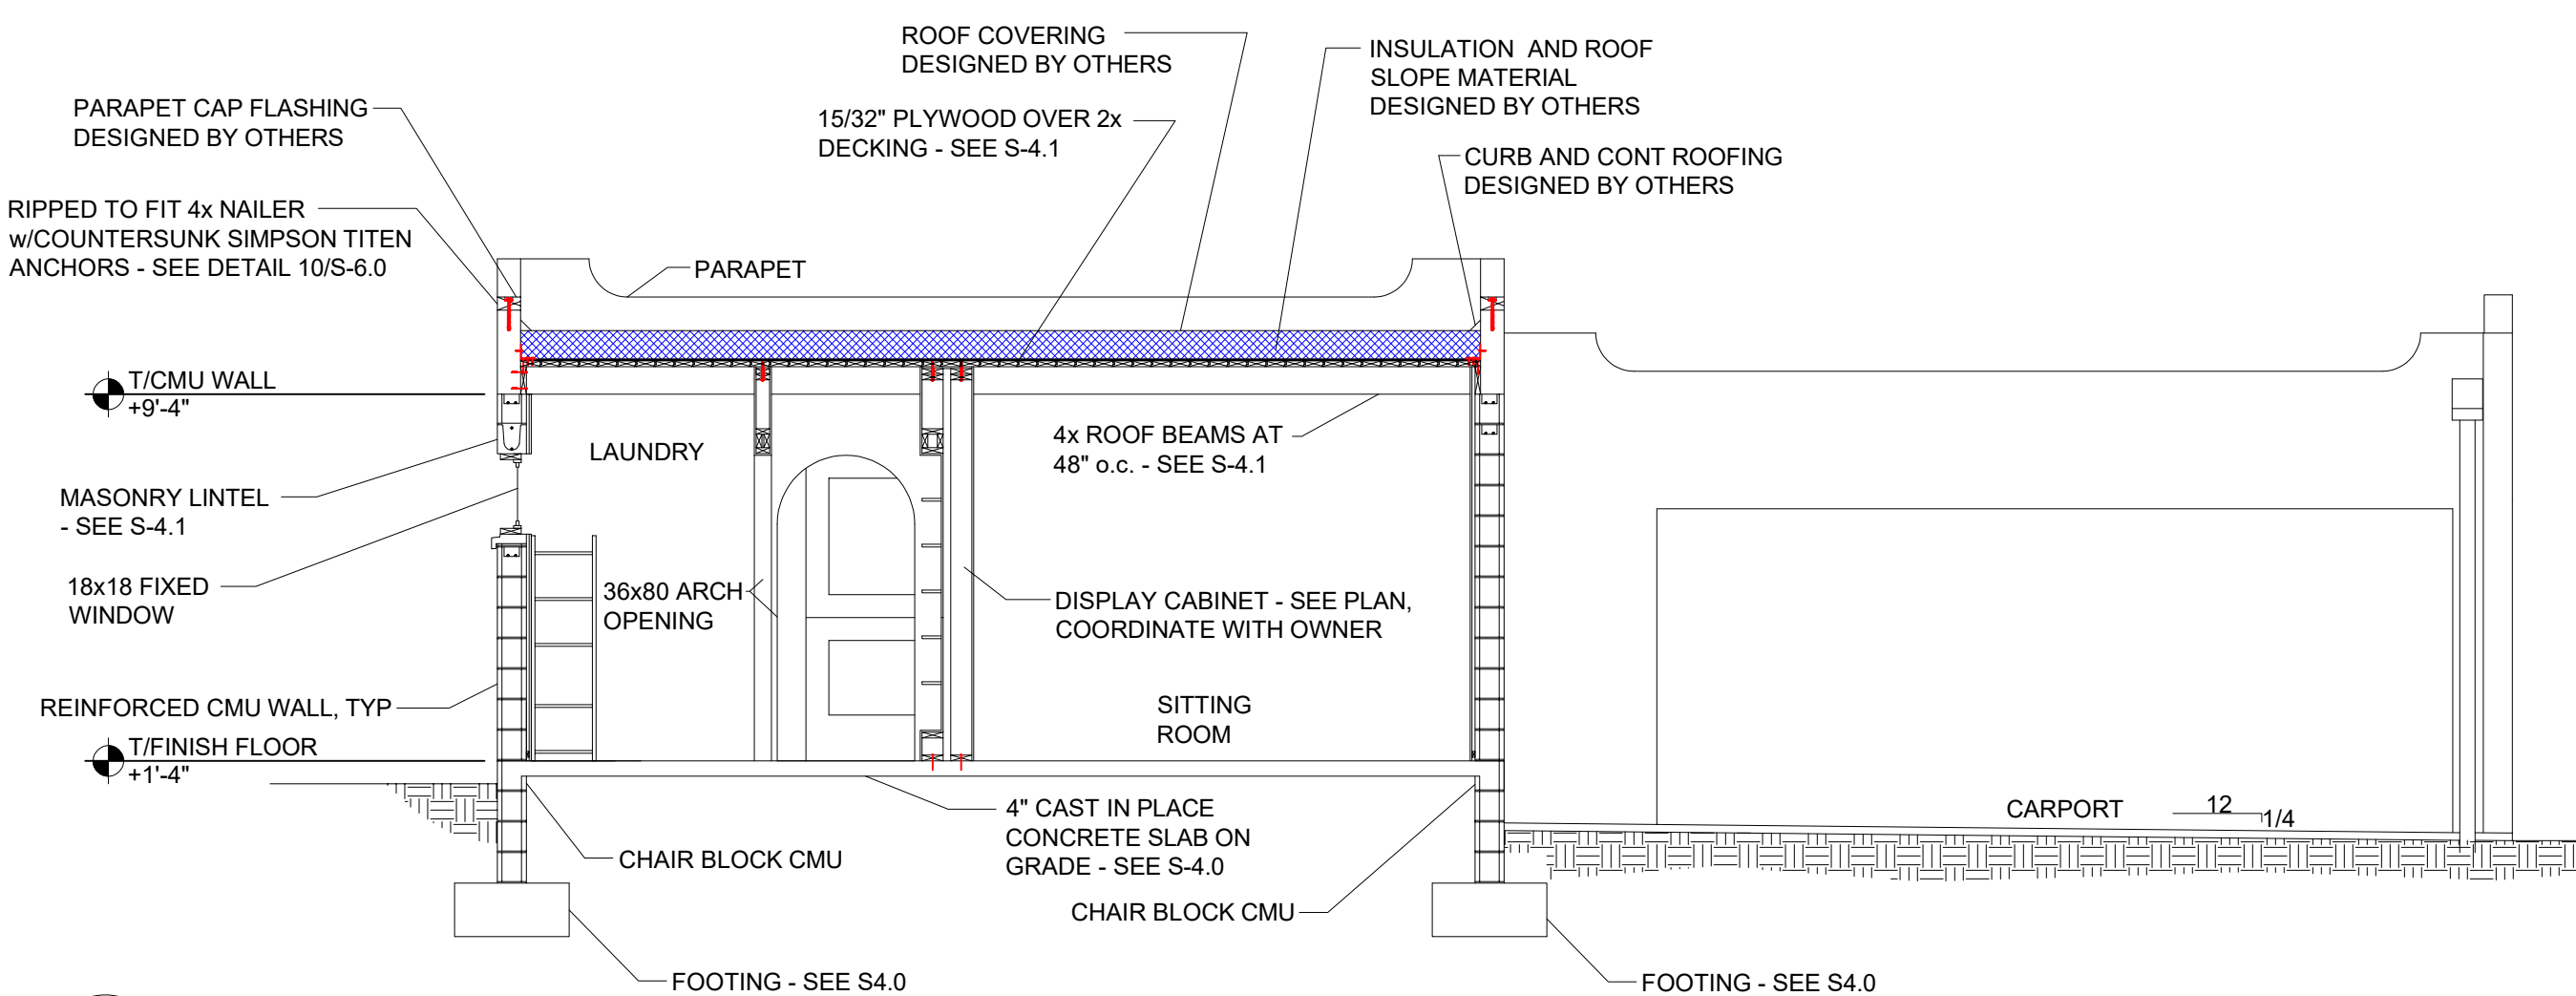 ROOF COVERING
DESIGNED BY OTHERS
INSULATION  AND ROOF
SLOPE MATERIAL
DESIGNED BY OTHERS
PARAPET CAP FLASHING
DESIGNED BY OTHERS
15/32" PLYWOOD OVER 2x
DECKING - SEE S-4.1
CURB AND CONT ROOFING
DESIGNED BY OTHERS
RIPPED TO FIT 4x NAILER
w/COUNTERSUNK SIMPSON TITEN
ANCHORS - SEE DETAIL 10/S-6.0
PARAPET
T/CMU WALL
+9'-4"
LAUNDRY
4x ROOF BEAMS AT
48" o.c. - SEE S-4.1
MASONRY LINTEL
- SEE S-4.1
18x18 FIXED
WINDOW
36x80 ARCH
OPENING
DISPLAY CABINET - SEE PLAN,
COORDINATE WITH OWNER
REINFORCED CMU WALL, TYP
SITTING
ROOM
T/FINISH FLOOR
+1'-4"
4" CAST IN PLACE
CONCRETE SLAB ON
GRADE - SEE S-4.0
CARPORT
12
1/4
CHAIR BLOCK CMU
CHAIR BLOCK CMU
FOOTING - SEE S4.0
FOOTING - SEE S4.0